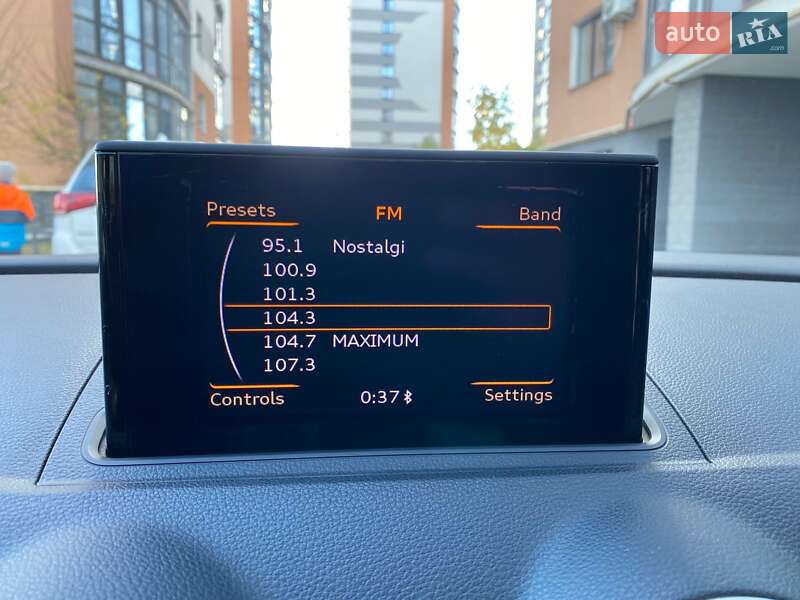 auto RIA
.com
Presets FM Band
95.1 Nostalgi
100.9
101.3
104.3
104.7 MAXIMUM
107.3
Controls 0:37 Settings